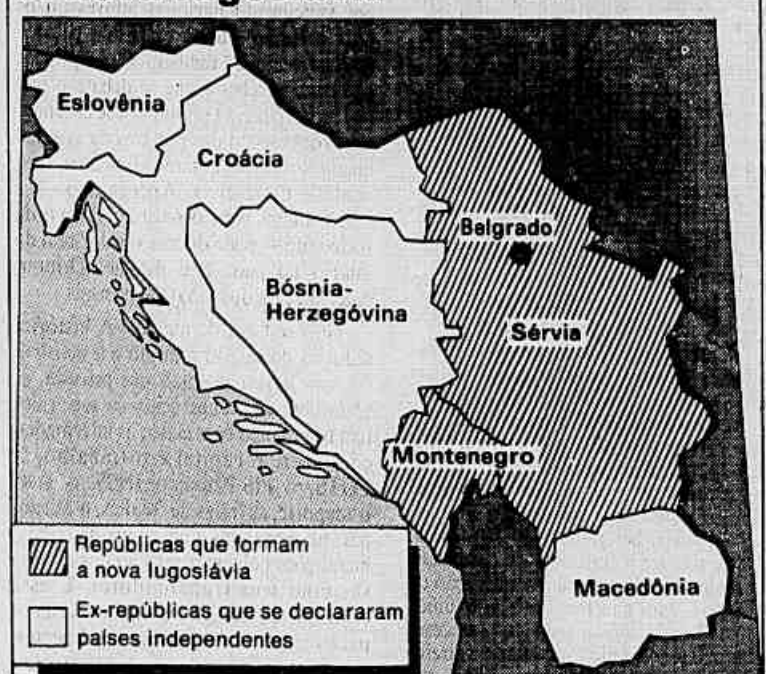 Eslovênia
Croácia
Belgrado
Bósnia-
Herzegóvina
Sérvia
Montenegro
Macedônia
Repúblicas que formam
a nova Iugoslávia
Ex-repúblicas que se declararam
países independentes